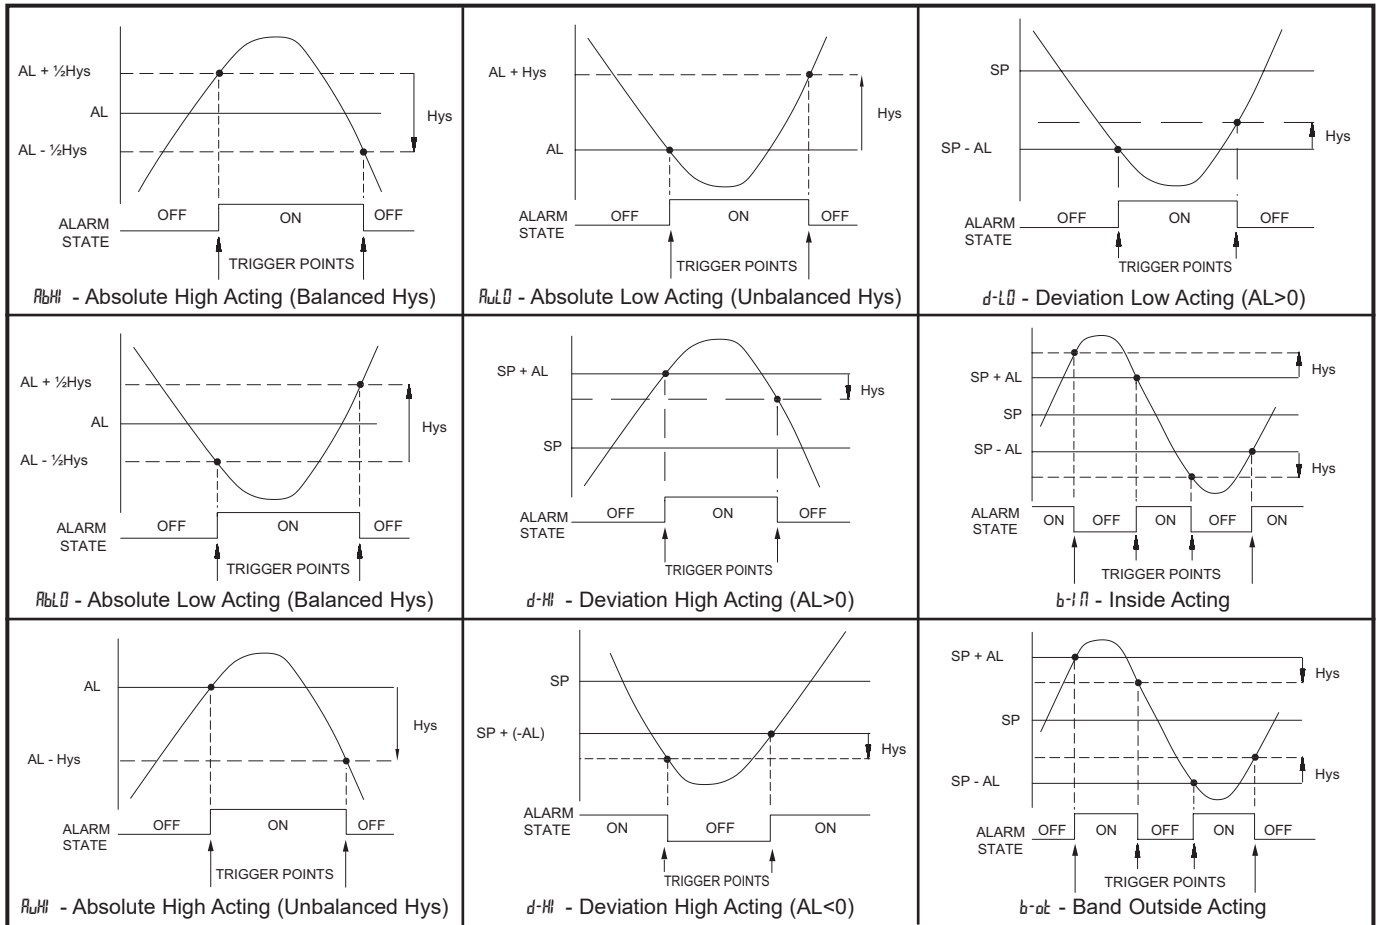 AL + ½Hys
AL
AL - ½Hys
Hys
OFF
ON
OFF
ALARM
STATE
TRIGGER POINTS
AbHI - Absolute High Acting (Balanced Hys)
AL + Hys
AL
Hys
OFF
ON
OFF
ALARM
STATE
TRIGGER POINTS
AuLO - Absolute Low Acting (Unbalanced Hys)
SP
SP - AL
Hys
OFF
ON
OFF
ALARM
STATE
TRIGGER POINTS
d-LO - Deviation Low Acting (AL>0)
AL + ½Hys
AL
AL - ½Hys
Hys
OFF
ON
OFF
ALARM
STATE
TRIGGER POINTS
AbLO - Absolute Low Acting (Balanced Hys)
SP + AL
Hys
SP
OFF
ON
OFF
ALARM
STATE
TRIGGER POINTS
d-HI - Deviation High Acting (AL>0)
Hys
SP + AL
SP
SP - AL
Hys
ALARM
STATE
ON
OFF
ON
OFF
ON
TRIGGER POINTS
b-IN - Inside Acting
AL
Hys
AL - Hys
OFF
ON
OFF
ALARM
STATE
TRIGGER POINTS
AuHI - Absolute High Acting (Unbalanced Hys)
SP
SP + (-AL)
Hys
ALARM
STATE
ON
OFF
ON
TRIGGER POINTS
d-HI - Deviation High Acting (AL<0)
SP + AL
Hys
SP
SP - AL
Hys
ALARM
STATE
OFF
ON
OFF
ON
OFF
TRIGGER POINTS
b-ot - Band Outside Acting